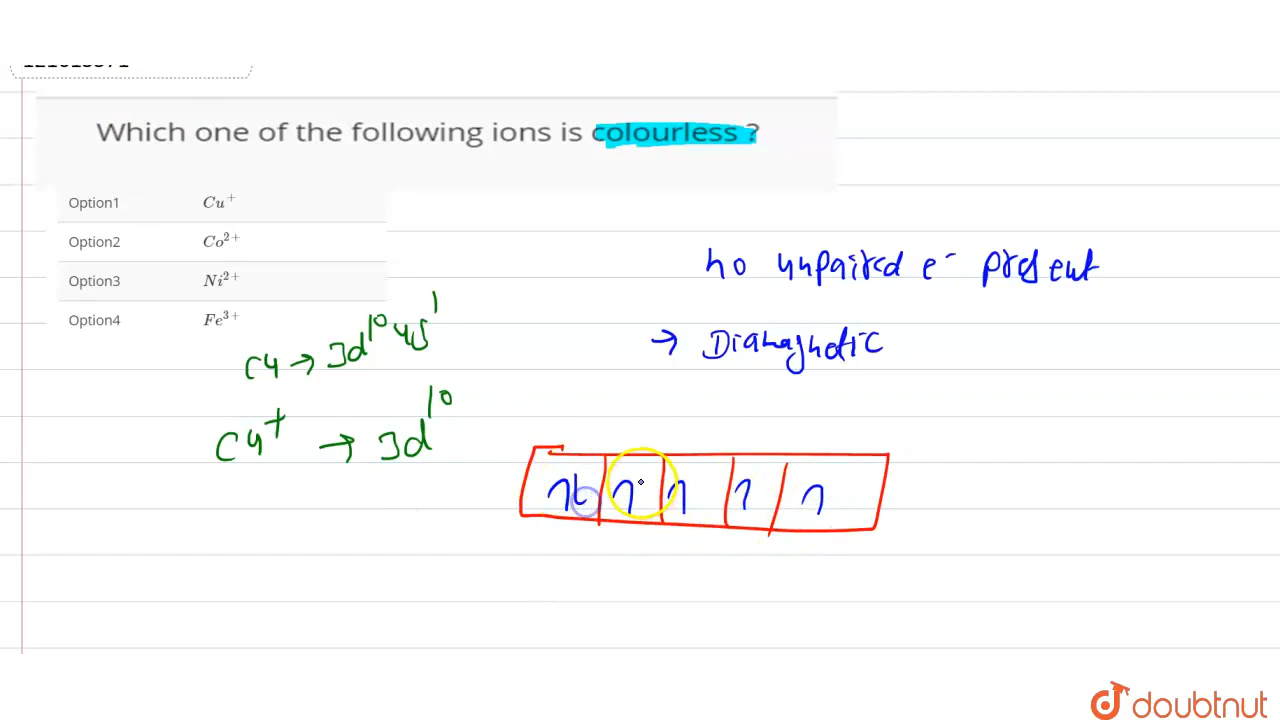 Which one of the following ions is colourless ?
Option1 Cu⁺
Option2 Co²⁺
Option3 Ni²⁺
Option4 Fe³⁺
no unpaired e⁻ present
→ Diamagnetic
Cu → 3d¹⁰ 4s¹
Cu⁺ → 3d¹⁰
doubtnut